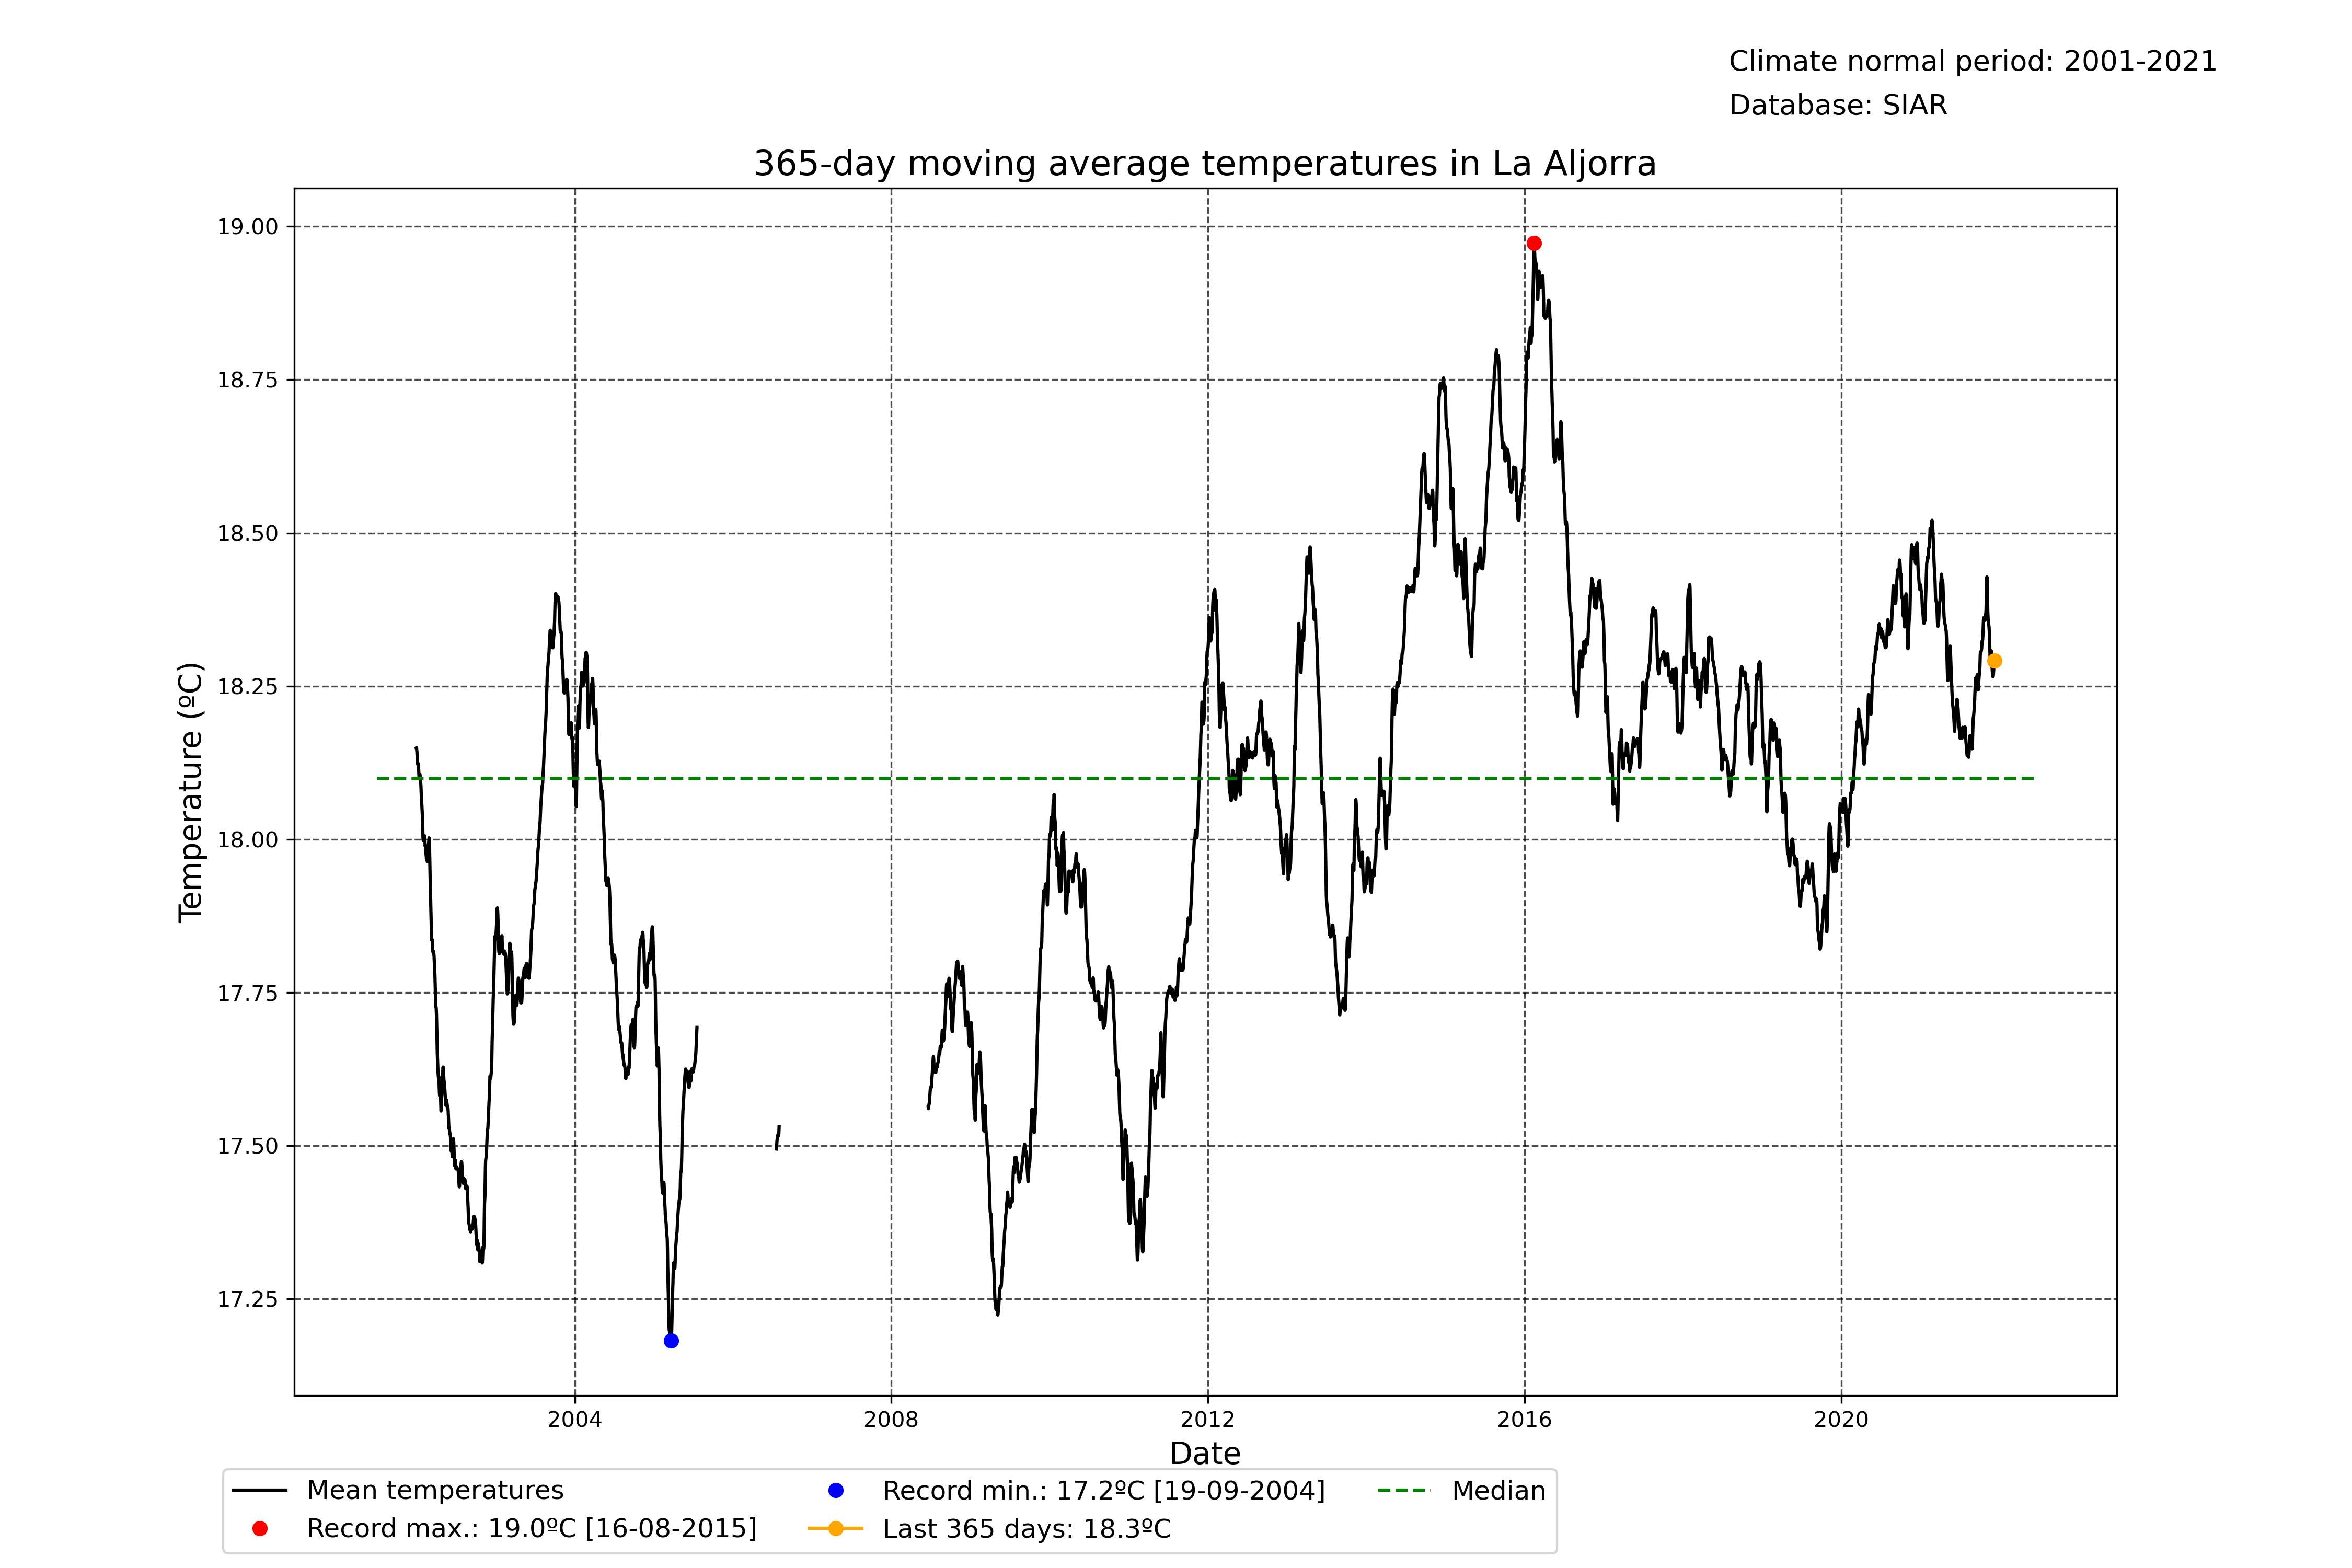 Climate normal period: 2001-2021
Database: SIAR
365-day moving average temperatures in La Aljorra
19.00
18.75
18.50
18.25
18.00
17.75
17.50
17.25
Temperature (ºC)
2004 2008 2012 2016 2020
Date
Mean temperatures
Record max.: 19.0ºC [16-08-2015]
Record min.: 17.2ºC [19-09-2004]
Last 365 days: 18.3ºC
Median